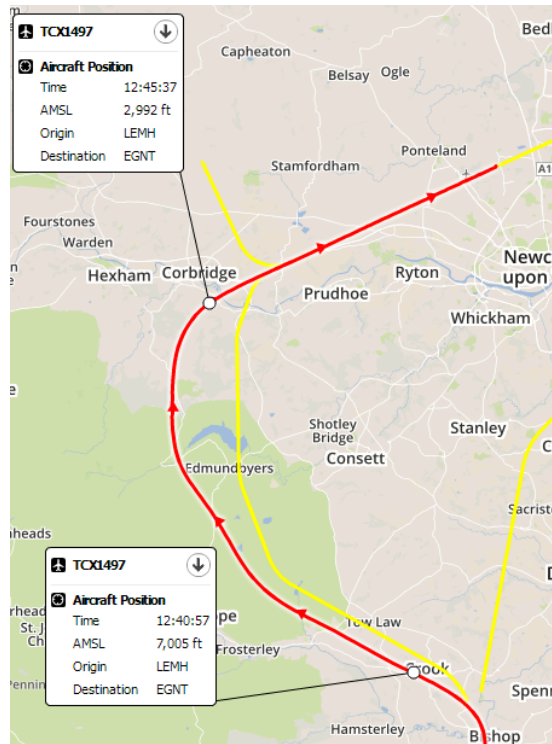 TCX1497
Aircraft Position
Time 12:45:37
AMSL 2,992 ft
Origin LEMH
Destination EGNT
Capheaton
Belsay
Ogle
Stamfordham
Ponteland
Fourstones
Warden
Hexham
Corbridge
Prudhoe
Ryton
Newc
upon
Whickham
Shotley
Bridge
Stanley
Consett
Edmundbyers
Sacris
heads
TCX1497
Aircraft Position
Time 12:40:57
AMSL 7,005 ft
Origin LEMH
Destination EGNT
Tow Law
Frosterley
Crook
Spenn
Hamsterley
Bishop